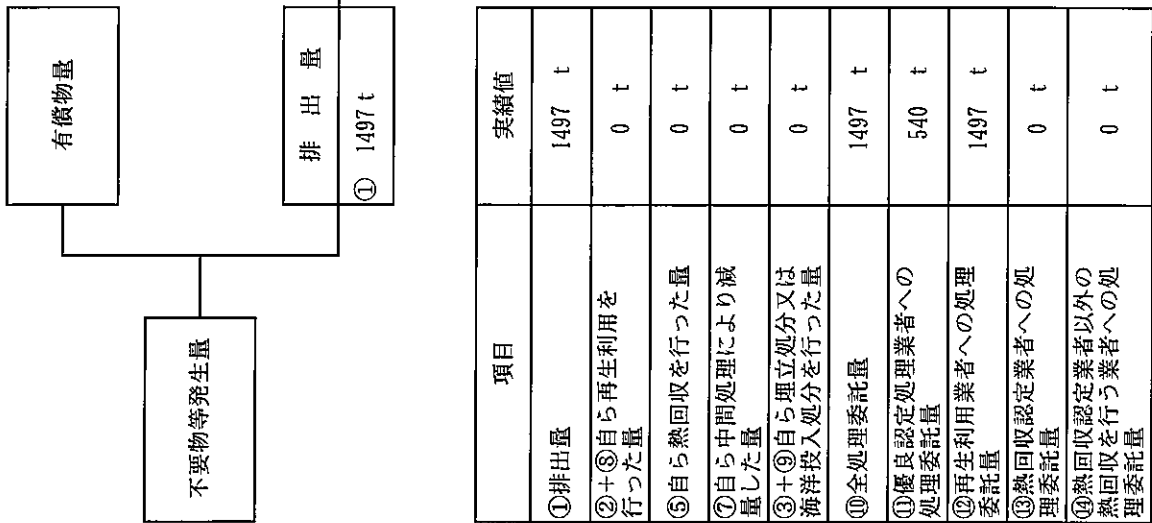 有償物量
排 出 量
① 1497 t
不要物等発生量
項目 実績値
①排出量 1497 t
②+⑧自ら再生利用を
行った量 0 t
⑤自ら熱回収を行った量 0 t
⑦自ら中間処理により減
量した量 0 t
③+⑨自ら埋立処分又は
海洋投入処分を行った量 0 t
⑩全処理委託量 1497 t
⑪優良認定処理業者への
処理委託量 540 t
⑫再生利用業者への処理
委託量 1497 t
⑬熱回収認定業者への処
理委託量 0 t
⑭熱回収認定業者以外の
熱回収を行う業者への処
理委託量 0 t